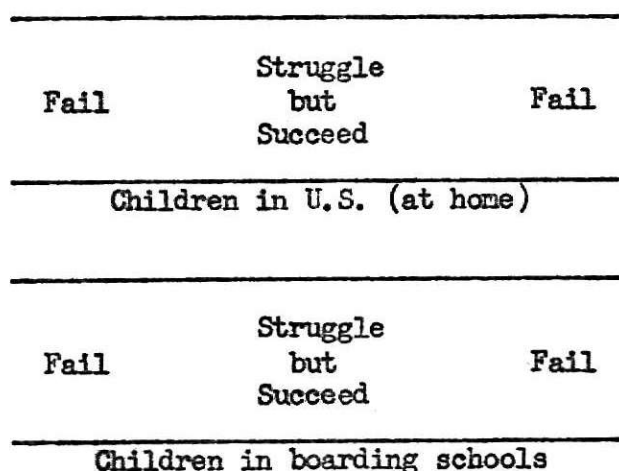 Struggle
Fail but Fail
Succeed
Children in U.S. (at home)
Struggle
Fail but Fail
Succeed
Children in boarding schools